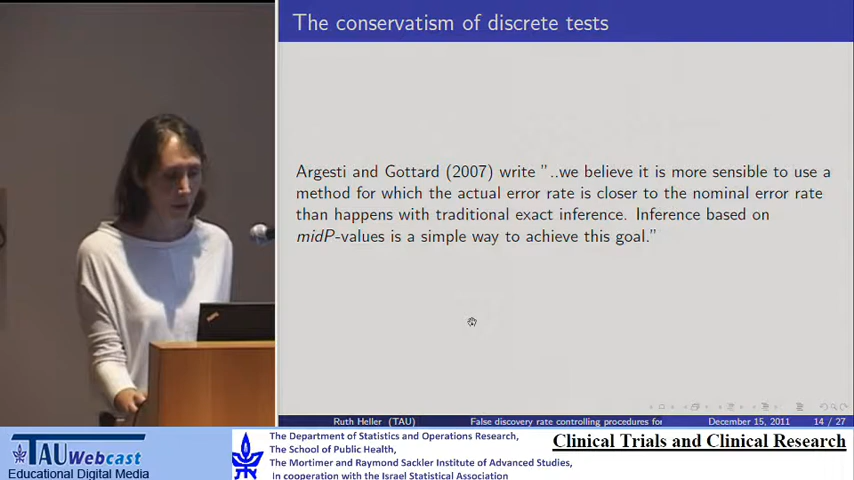 The conservatism of discrete tests
Argesti and Gottard (2007) write "..we believe it is more sensible to use a
method for which the actual error rate is closer to the nominal error rate
than happens with traditional exact inference. Inference based on
midP-values is a simple way to achieve this goal."
Ruth Heller (TAU) False discovery rate controlling procedures for December 15, 2011 14 / 27
TAU Webcast
Educational Digital Media
The Department of Statistics and Operations Research,
The School of Public Health,
The Mortimer and Raymond Sackler Institute of Advanced Studies,
In cooperation with the Israel Statistical Association
Clinical Trials and Clinical Research